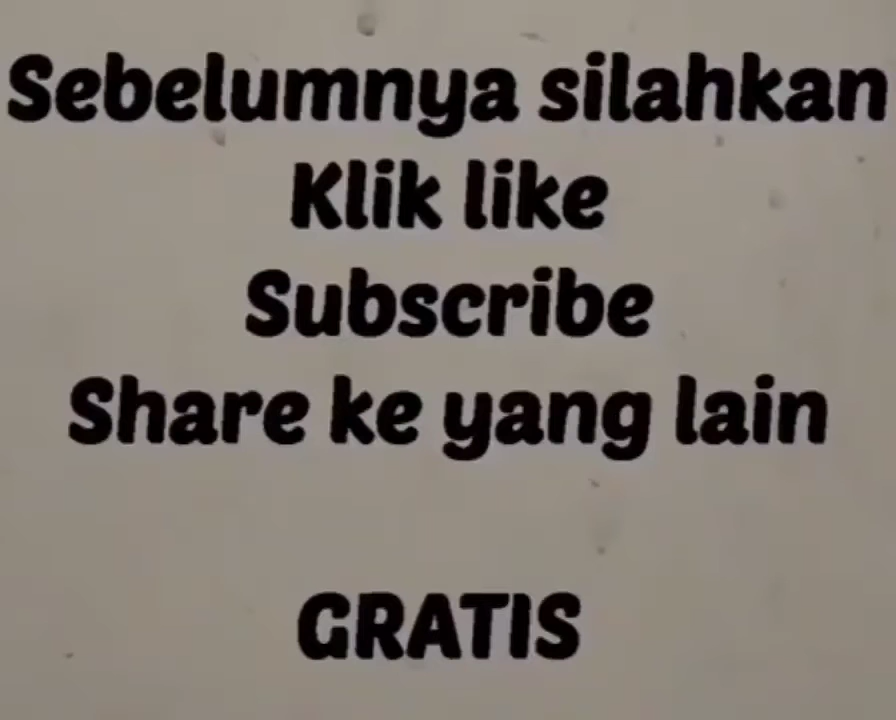 Sebelumnya silahkan
Klik like
Subscribe
Share ke yang lain
GRATIS